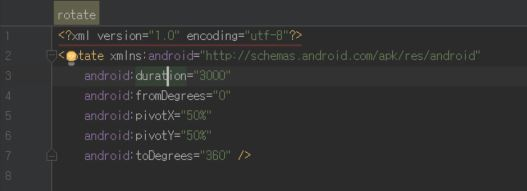 rotate
1 <?xml version="1.0" encoding="utf-8"?>
2 <rotate xmlns:android="http://schemas.android.com/apk/res/android"
3 android:duration="3000"
4 android:fromDegrees="0"
5 android:pivotX="50%"
6 android:pivotY="50%"
7 android:toDegrees="360" />
8